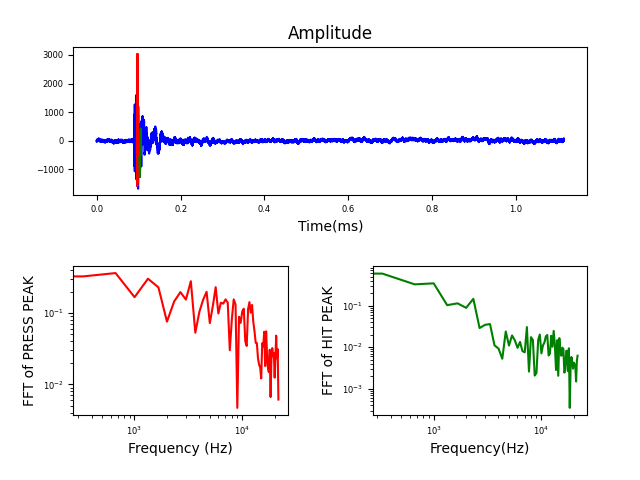 Amplitude
3000
2000
1000
0
−1000
0.0 0.2 0.4 0.6 0.8 1.0
Time(ms)
FFT of PRESS PEAK
10⁻¹
10⁻²
10³ 10⁴
Frequency (Hz)
FFT of HIT PEAK
10⁻¹
10⁻²
10⁻³
10³ 10⁴
Frequency(Hz)